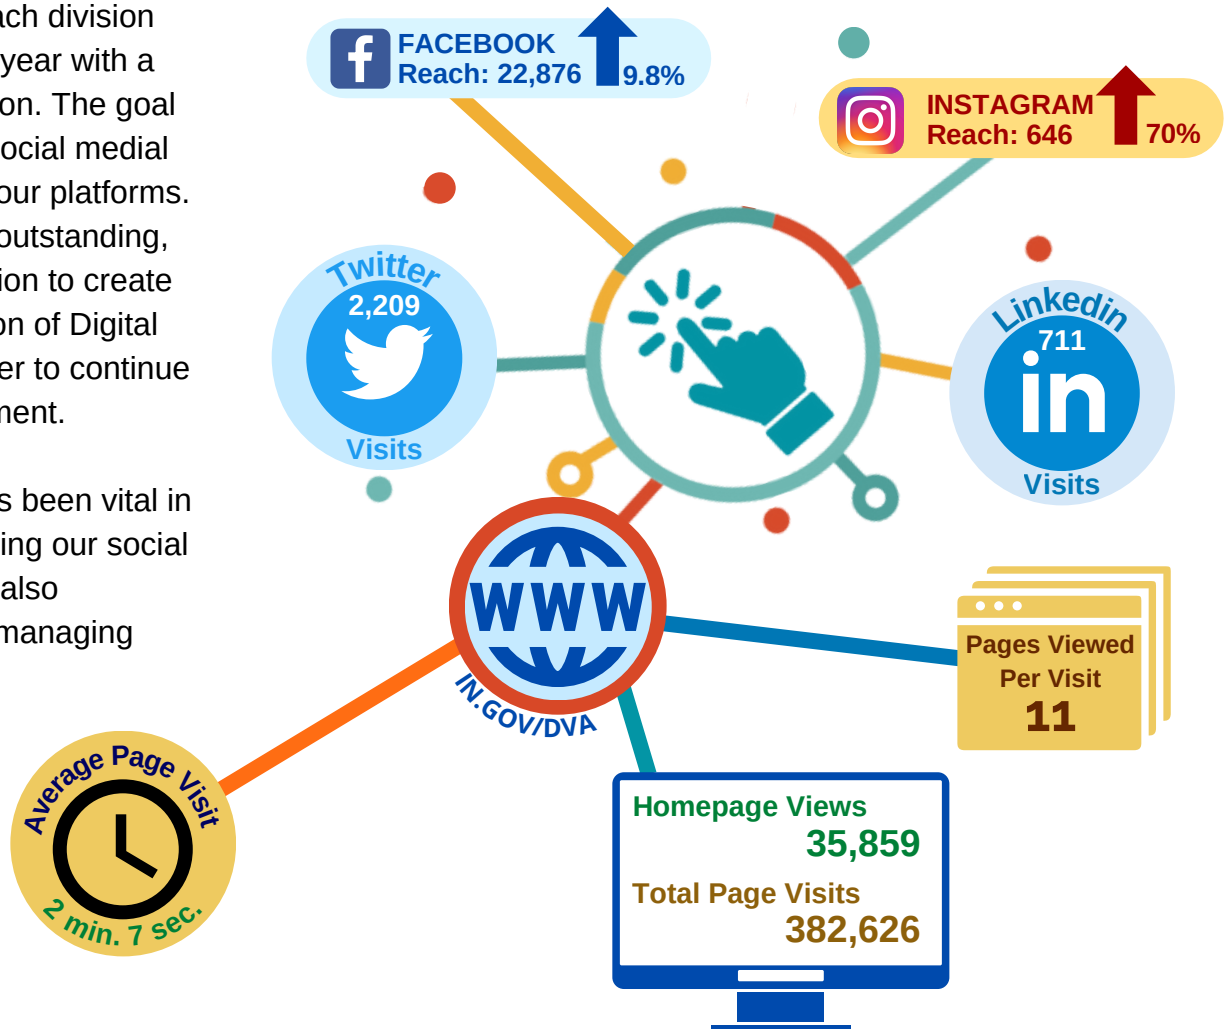 ach division
year with a
on. The goal
ocial medial
our platforms.
outstanding,
tion to create
on of Digital
er to continue
ment.
s been vital in
ing our social
also
managing
FACEBOOK
Reach: 22,876
9.8%
INSTAGRAM
Reach: 646
70%
Twitter
2,209
Visits
Linkedin
711
in
Visits
WWW
IN.GOV/DVA
Pages Viewed
Per Visit
11
Average Page Visit
2 min. 7 sec.
Homepage Views
35,859
Total Page Visits
382,626